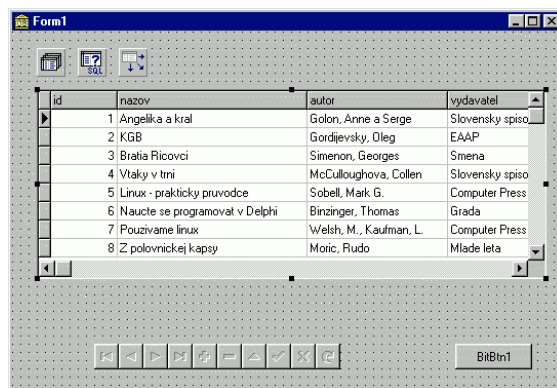 Form1
SQL
id nazov autor vydavatel
1 Angelika a kral Golon, Anne a Serge Slovensky spiso
2 KGB Gordijevsky, Oleg EAAP
3 Bratia Ricovci Simenon, Georges Smena
4 Vtaky v trni McCulloughova, Collen Slovensky spiso
5 Linux - prakticky pruvodce Sobell, Mark G. Computer Press
6 Naucte se programovat v Delphi Binzinger, Thomas Grada
7 Pouzivame linux Welsh, M., Kaufman, L. Computer Press
8 Z polovnickej kapsy Moric, Rudo Mlade leta
BitBtn1